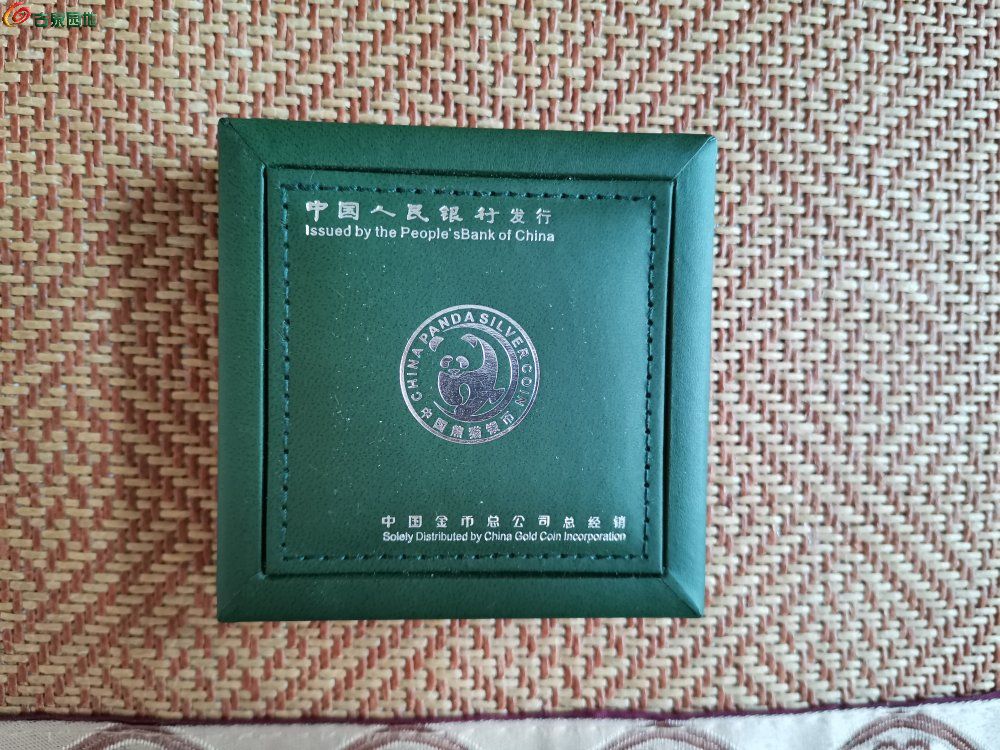 古泉园地
中国人民银行发行
Issued by the People'sBank of China
CHINA PANDA SILVER COIN
中国熊猫银币
中国金币总公司总经销
Solely Distributed by China Gold Coin Incorporation